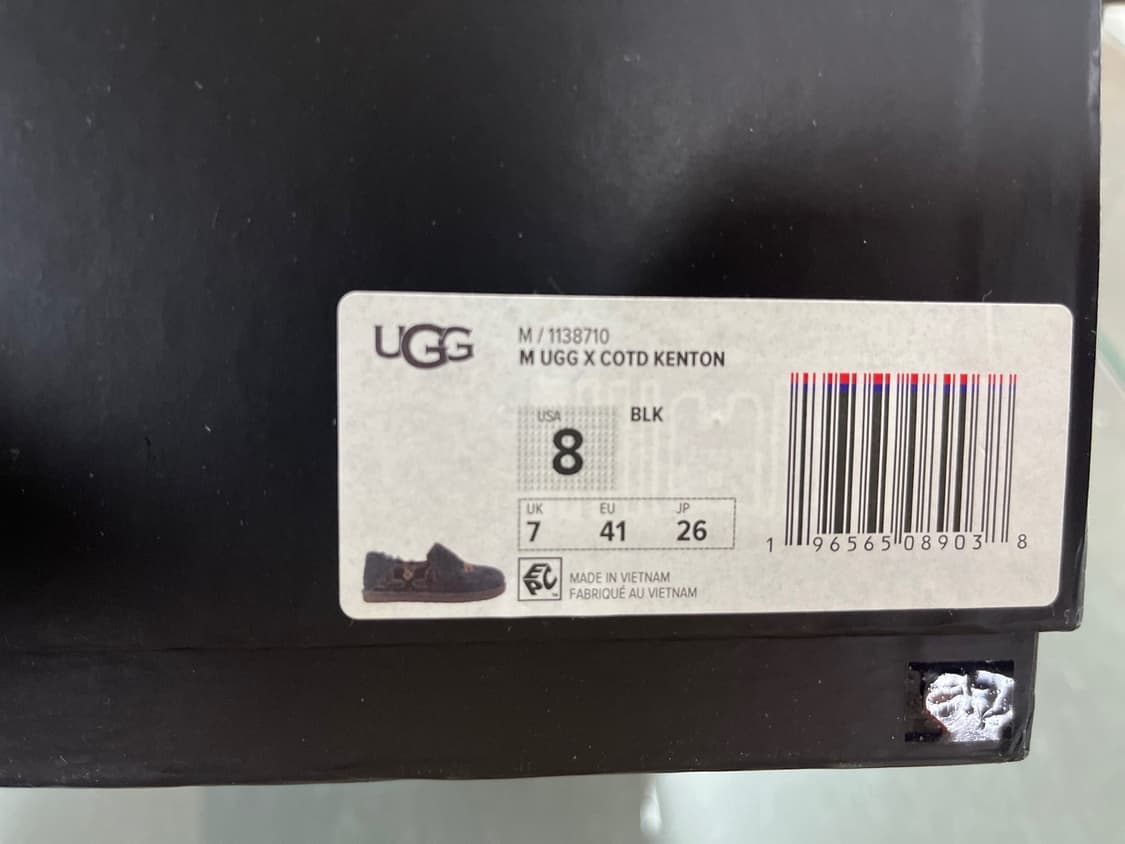 UGG
M / 1138710
M UGG X COTD KENTON
USA
8
BLK
UK EU JP
7 41 26
EPC
MADE IN VIETNAM
FABRIQUÉ AU VIETNAM
1 96565 08903 8